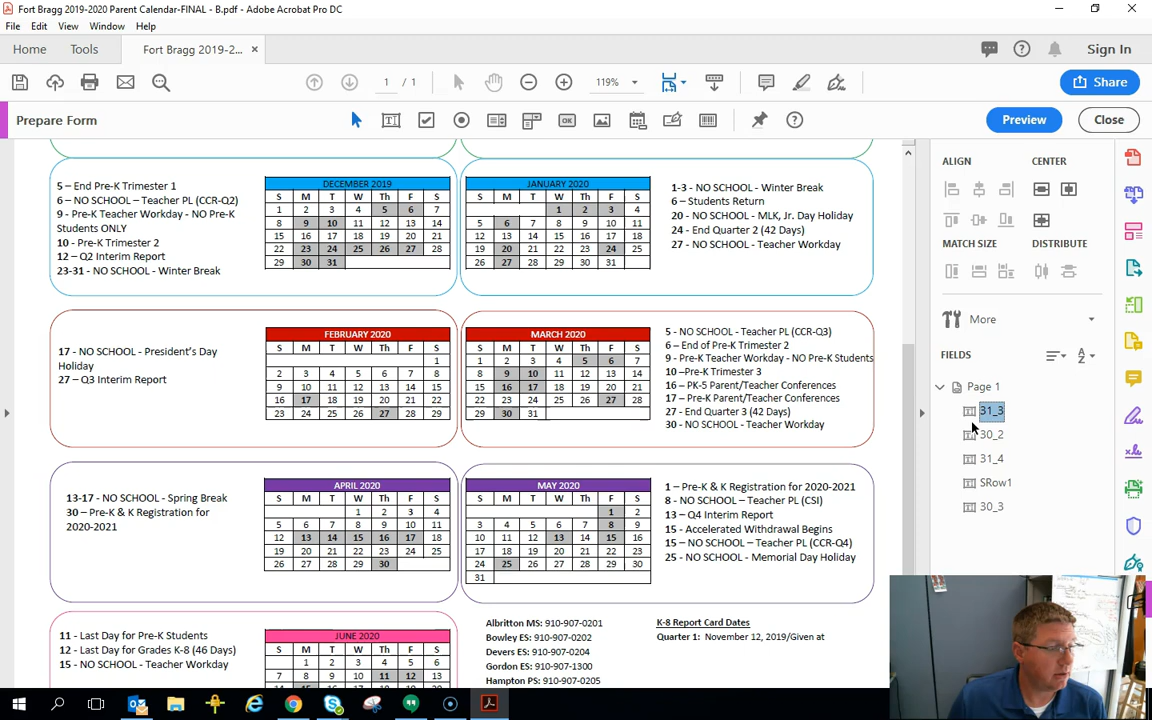 Fort Bragg 2019-2020 Parent Calendar-FINAL - B.pdf - Adobe Acrobat Pro DC
File Edit View Window Help
Home Tools Fort Bragg 2019-2... × Sign In
1 / 1 119% Share
Prepare Form OK Preview Close
5 – End Pre-K Trimester 1
6 – NO SCHOOL – Teacher PL (CCR-Q2)
9 - Pre-K Teacher Workday - NO Pre-K
Students ONLY
10 - Pre-K Trimester 2
12 – Q2 Interim Report
23-31 - NO SCHOOL - Winter Break
DECEMBER 2019
S M T W Th F S
1 2 3 4 5 6 7
8 9 10 11 12 13 14
15 16 17 18 19 20 21
22 23 24 25 26 27 28
29 30 31
JANUARY 2020
S M T W Th F S
1 2 3 4
5 6 7 8 9 10 11
12 13 14 15 16 17 18
19 20 21 22 23 24 25
26 27 28 29 30 31
1-3 - NO SCHOOL - Winter Break
6 - Students Return
20 - NO SCHOOL - MLK, Jr. Day Holiday
24 - End Quarter 2 (42 Days)
27 - NO SCHOOL - Teacher Workday
17 - NO SCHOOL - President's Day
Holiday
27 – Q3 Interim Report
FEBRUARY 2020
S M T W Th F S
1
2 3 4 5 6 7 8
9 10 11 12 13 14 15
16 17 18 19 20 21 22
23 24 25 26 27 28 29
MARCH 2020
S M T W Th F S
1 2 3 4 5 6 7
8 9 10 11 12 13 14
15 16 17 18 19 20 21
22 23 24 25 26 27 28
29 30 31
5 - NO SCHOOL - Teacher PL (CCR-Q3)
6 – End of Pre-K Trimester 2
9 - Pre-K Teacher Workday - NO Pre-K Students
10 –Pre-K Trimester 3
16 – PK-5 Parent/Teacher Conferences
17 – Pre-K Parent/Teacher Conferences
27 - End Quarter 3 (42 Days)
30 - NO SCHOOL - Teacher Workday
13-17 - NO SCHOOL - Spring Break
30 – Pre-K & K Registration for
2020-2021
APRIL 2020
S M T W Th F S
1 2 3 4
5 6 7 8 9 10 11
12 13 14 15 16 17 18
19 20 21 22 23 24 25
26 27 28 29 30
MAY 2020
S M T W Th F S
1 2
3 4 5 6 7 8 9
10 11 12 13 14 15 16
17 18 19 20 21 22 23
24 25 26 27 28 29 30
31
1 – Pre-K & K Registration for 2020-2021
8 - NO SCHOOL – Teacher PL (CSI)
13 – Q4 Interim Report
15 - Accelerated Withdrawal Begins
15 – NO SCHOOL – Teacher PL (CCR-Q4)
25 - NO SCHOOL - Memorial Day Holiday
11 - Last Day for Pre-K Students
12 - Last Day for Grades K-8 (46 Days)
15 - NO SCHOOL - Teacher Workday
JUNE 2020
S M T W Th F S
1 2 3 4 5 6
7 8 9 10 11 12 13
Albritton MS: 910-907-0201
Bowley ES: 910-907-0202
Devers ES: 910-907-0204
Gordon ES: 910-907-1300
Hampton PS: 910-907-0205
K-8 Report Card Dates
Quarter 1: November 12, 2019/Given at
ALIGN CENTER
MATCH SIZE DISTRIBUTE
More
FIELDS
Page 1
31_3
30_2
31_4
SRow1
30_3